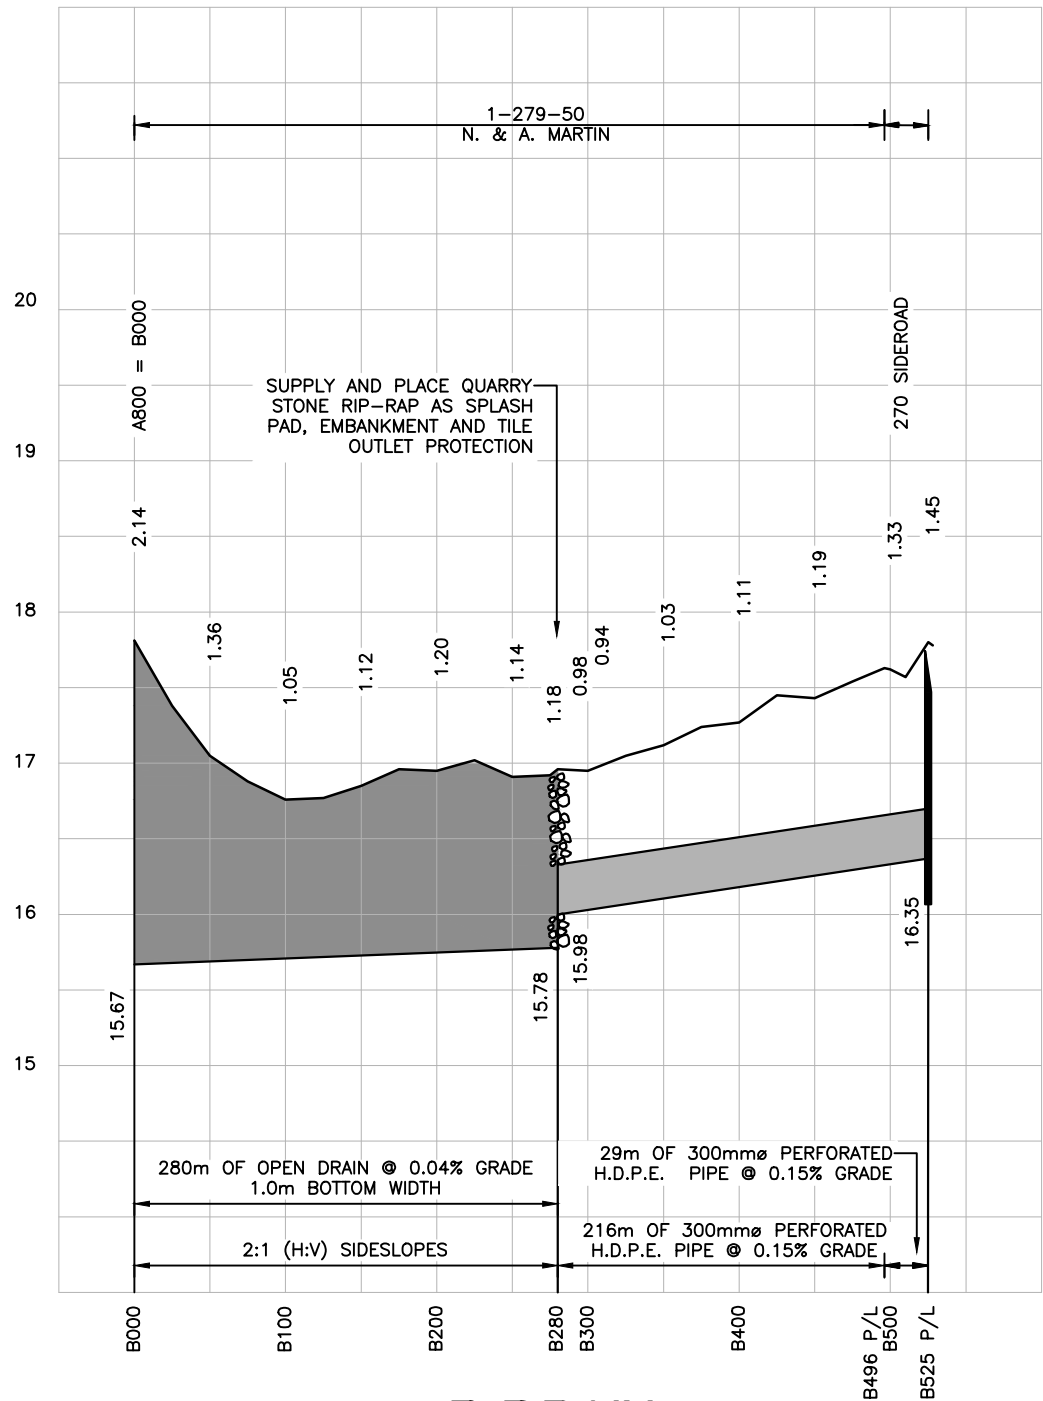 1-279-50
N. & A. MARTIN
20
19
18
17
16
15
A800 = B000
270 SIDEROAD
SUPPLY AND PLACE QUARRY
STONE RIP-RAP AS SPLASH
PAD, EMBANKMENT AND TILE
OUTLET PROTECTION
2.14
1.36
1.05
1.12
1.20
1.14
1.18
0.98
0.94
1.03
1.11
1.19
1.33
1.45
15.67
15.78
15.98
16.35
280m OF OPEN DRAIN @ 0.04% GRADE
1.0m BOTTOM WIDTH
2:1 (H:V) SIDESLOPES
29m OF 300mmø PERFORATED
H.D.P.E. PIPE @ 0.15% GRADE
216m OF 300mmø PERFORATED
H.D.P.E. PIPE @ 0.15% GRADE
B000
B100
B200
B280
B300
B400
B496 P/L
B500
B525 P/L